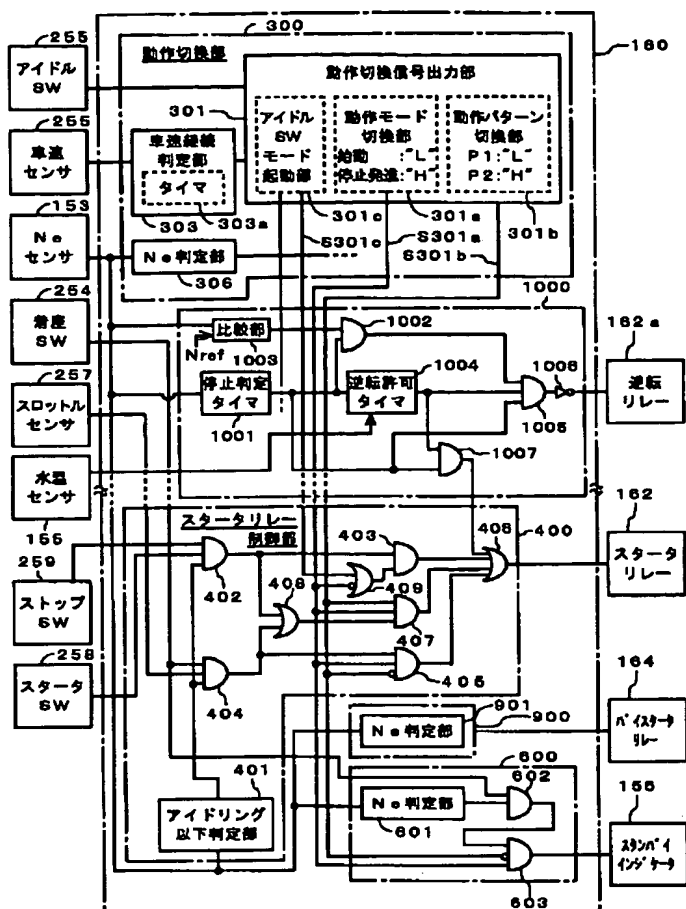 300
160
255
アイドル
SW
動作切換部
動作切換信号出力部
301
アイドル
SW
モード
起動部
動作モード
切換部
始動 :"L"
停止発進:"H"
動作パターン
切換部
P1:"L"
P2:"H"
255
車速
センサ
車速継続
判定部
タイマ
303
303a
301c
301a
301b
S301c
S301a
S301b
153
Ne
センサ
Ne判定部
306
1000
254
着座
SW
比較部
Nref
1003
1002
1004
1006
162a
逆転
リレー
257
スロットル
センサ
停止判定
タイマ
1001
逆転許可
タイマ
1005
1007
水温
センサ
155
スタータリレー
制御部
403
406
400
162
スタータ
リレー
259
ストップ
SW
402
408
409
407
258
スタータ
SW
404
405
164
バイスタータ
リレー
901
900
Ne判定部
600
602
401
アイドリング
以下判定部
Ne判定部
601
156
スタンバイ
インジケータ
603